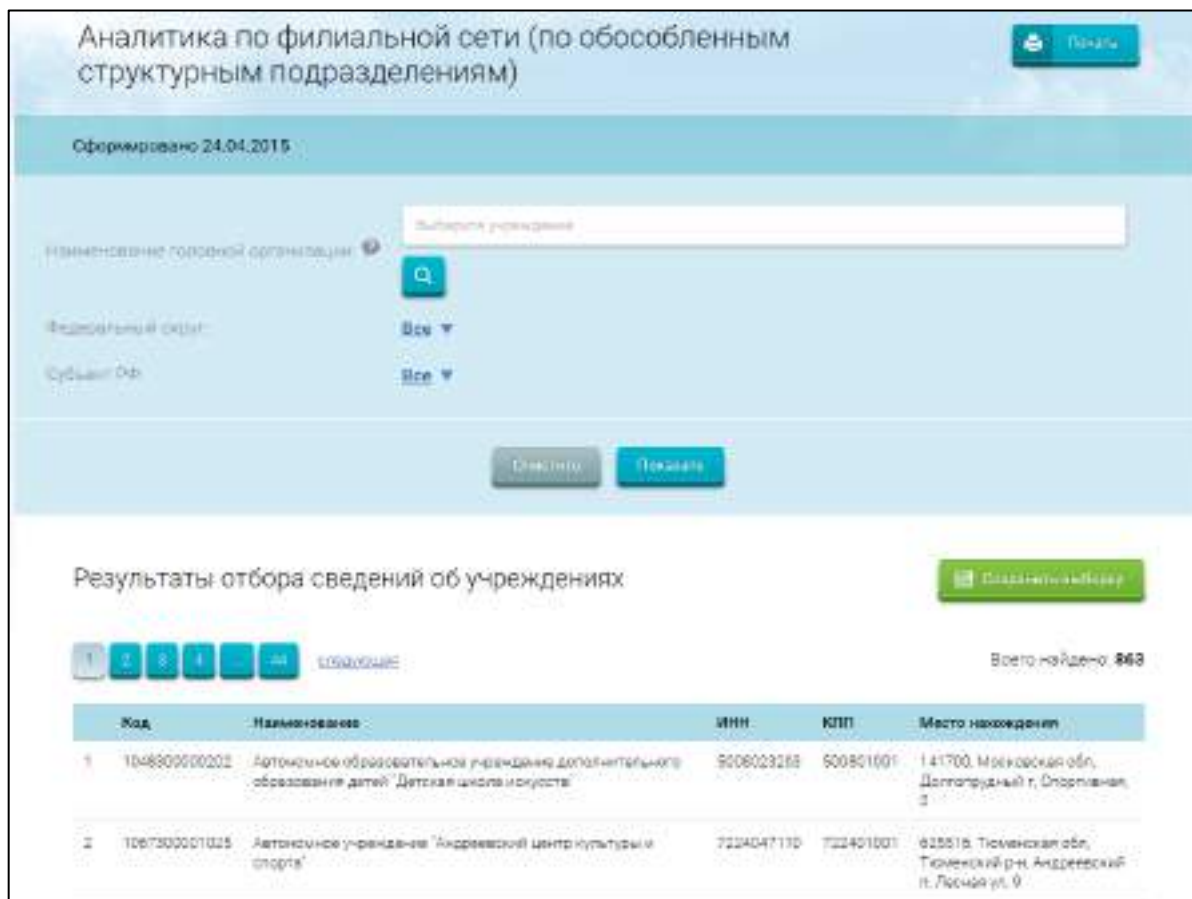 Аналитика по филиальной сети (по обособленным
структурным подразделениям)
Печать
Сформировано 24.04.2015
Выберите учреждение
Наименование головной организации:
Федеральный округ:
Все
Субъект РФ:
Все
Очистить
Показать
Результаты отбора сведений об учреждениях
Сохранить выборку
1 2 3 4 ... 44 следующая
Всего найдено: 863
Код Наименование ИНН КПП Место нахождения
1 Автономное образовательное учреждение дополнительного 500801001 141700, Московская обл,
образования детей "Детская школа искусств" Долгопрудный г, Спортивная,
2 Автономное учреждение "Андреевский центр культуры и 7224047110 722401001 Тюменская обл,
спорта" Тюменский р-н, Андреевский
п, Лесная ул, 9